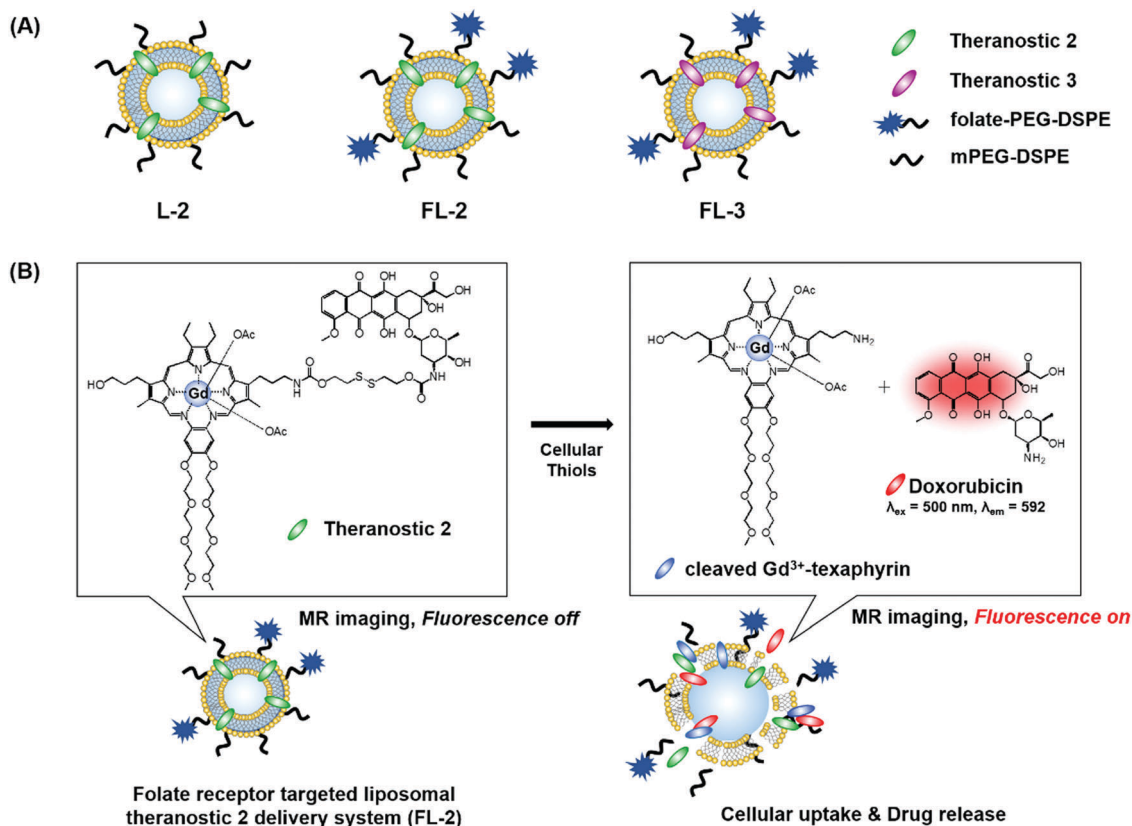 (A)
Theranostic 2
Theranostic 3
folate-PEG-DSPE
mPEG-DSPE
L-2
FL-2
FL-3
(B)
O
OH
O
OH
OH
O
O
OH
O
O
O
OH
NH
OAc
HO
N
N
N
Gd
N
N
OAc
H
N
O
O
S
S
O
O
O
O
O
O
O
O
O
O
O
Theranostic 2
Cellular
Thiols
OAc
HO
N
N
N
Gd
N
N
NH2
OAc
O
O
O
O
O
O
O
O
+
O
OH
O
OH
OH
O
O
OH
O
O
O
OH
NH2
Doxorubicin
λex = 500 nm, λem = 592
cleaved Gd3+-texaphyrin
MR imaging, Fluorescence off
MR imaging, Fluorescence on
Folate receptor targeted liposomal
theranostic 2 delivery system (FL-2)
Cellular uptake & Drug release